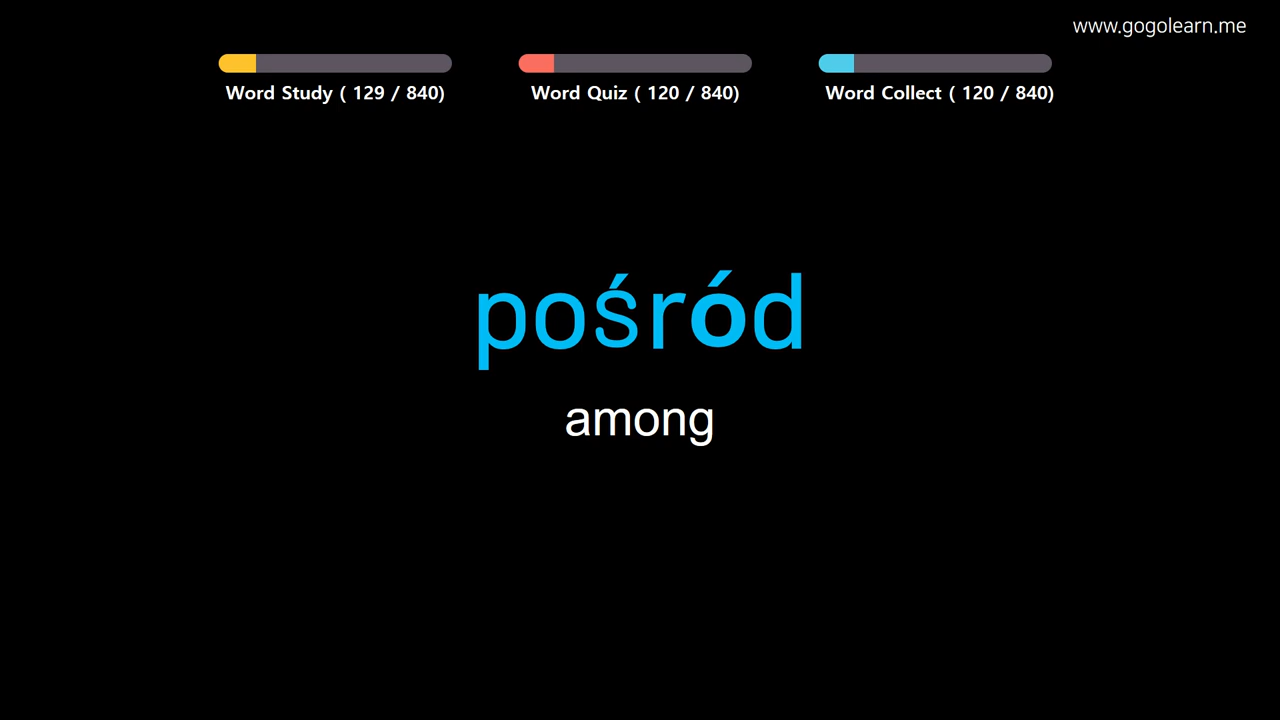 www.gogolearn.me
Word Study ( 129 / 840)
Word Quiz ( 120 / 840)
Word Collect ( 120 / 840)
pośród
among